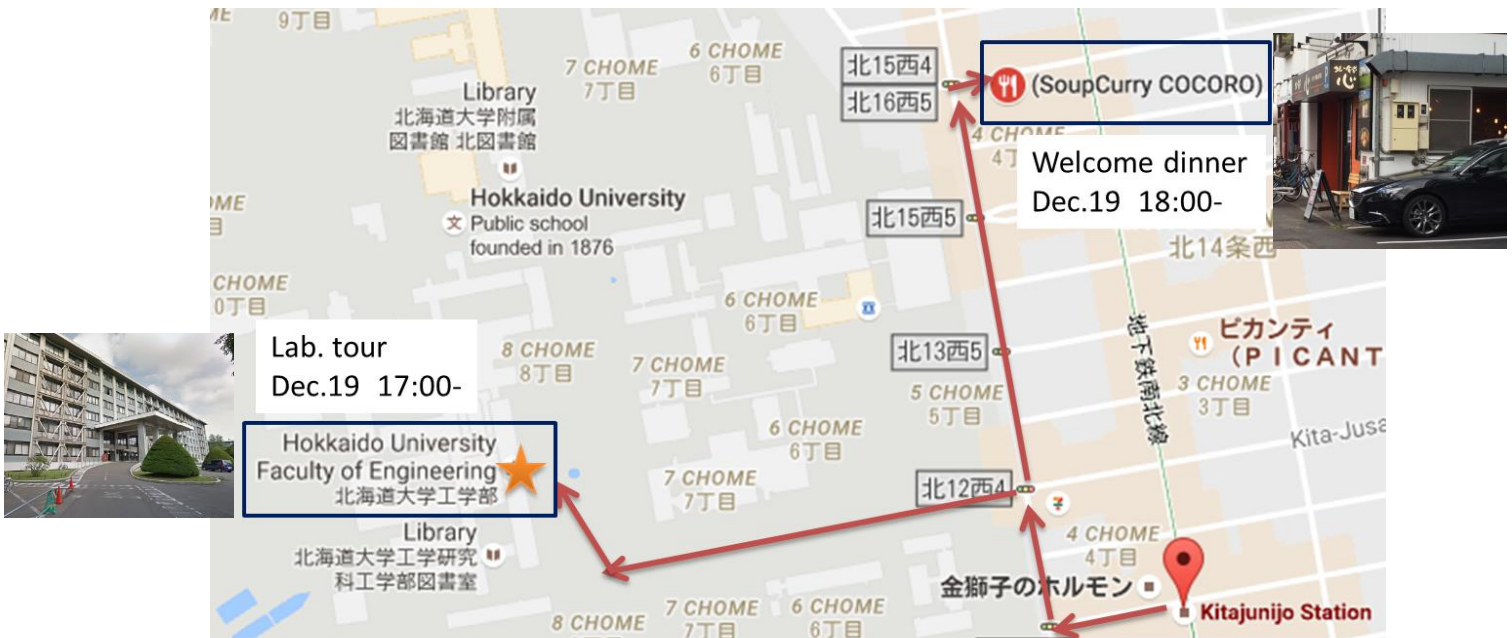 9丁目
6 CHOME
6丁目
7 CHOME
7丁目
北15西4
北16西5
(SoupCurry COCORO)
Library
北海道大学附属
図書館 北図書館
4 CHOME
Welcome dinner
Dec.19 18:00-
Hokkaido University
Public school
founded in 1876
文
北15西5
北14条西
CHOME
0丁目
6 CHOME
6丁目
Lab. tour
Dec.19 17:00-
8 CHOME
8丁目
7 CHOME
7丁目
北13西5
地下鉄南北線
ピカンティ
(PICANT
3 CHOME
3丁目
5 CHOME
5丁目
Kita-Jusa
6 CHOME
6丁目
Hokkaido University
Faculty of Engineering
北海道大学工学部
7 CHOME
7丁目
北12西4
Library
北海道大学工学研究
科工学部図書室
4 CHOME
4丁目
金獅子のホルモン
Kitajunijo Station
8 CHOME
7 CHOME
7丁目
6 CHOME
6丁目